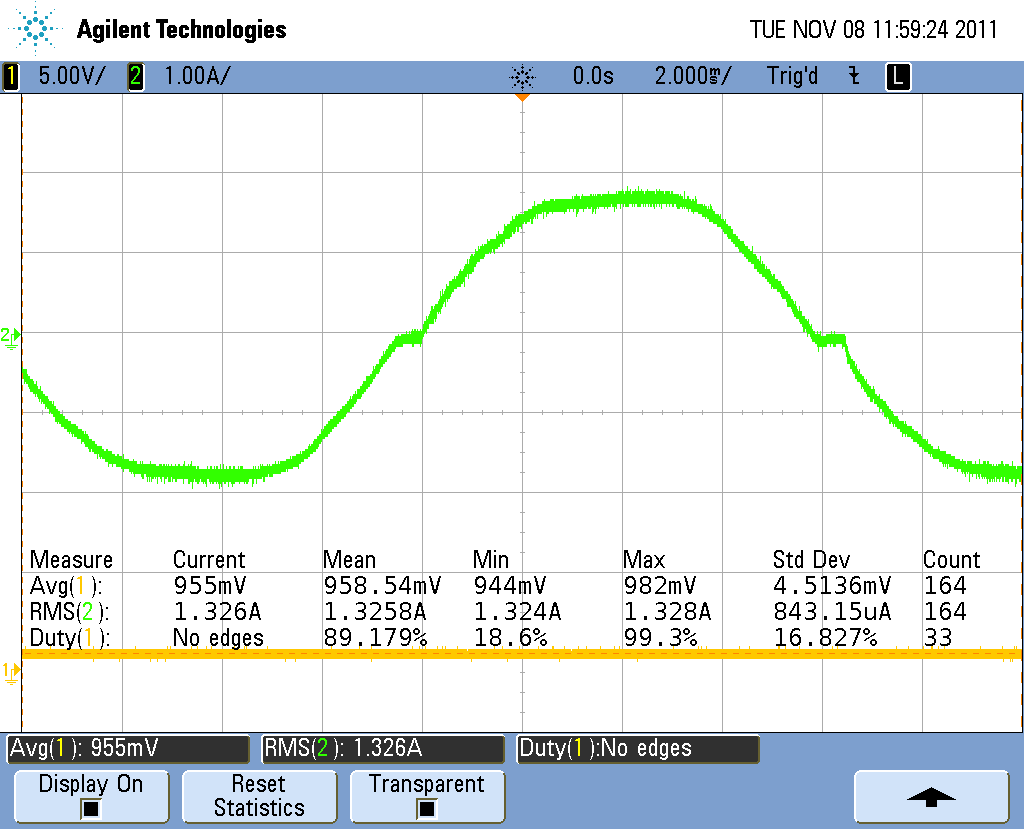 Agilent Technologies TUE NOV 08 11:59:24 2011
1 5.00V/ 2 1.00A/ 0.0s 2.000ms/ Trig'd L
2
Measure Current Mean Min Max Std Dev Count
Avg(1): 955mV 958.54mV 944mV 982mV 4.5136mV 164
RMS(2): 1.326A 1.3258A 1.324A 1.328A 843.15uA 164
Duty(1): No edges 89.179% 18.6% 99.3% 16.827% 33
1
Avg(1): 955mV RMS(2): 1.326A Duty(1):No edges
Display On Reset Transparent
Statistics